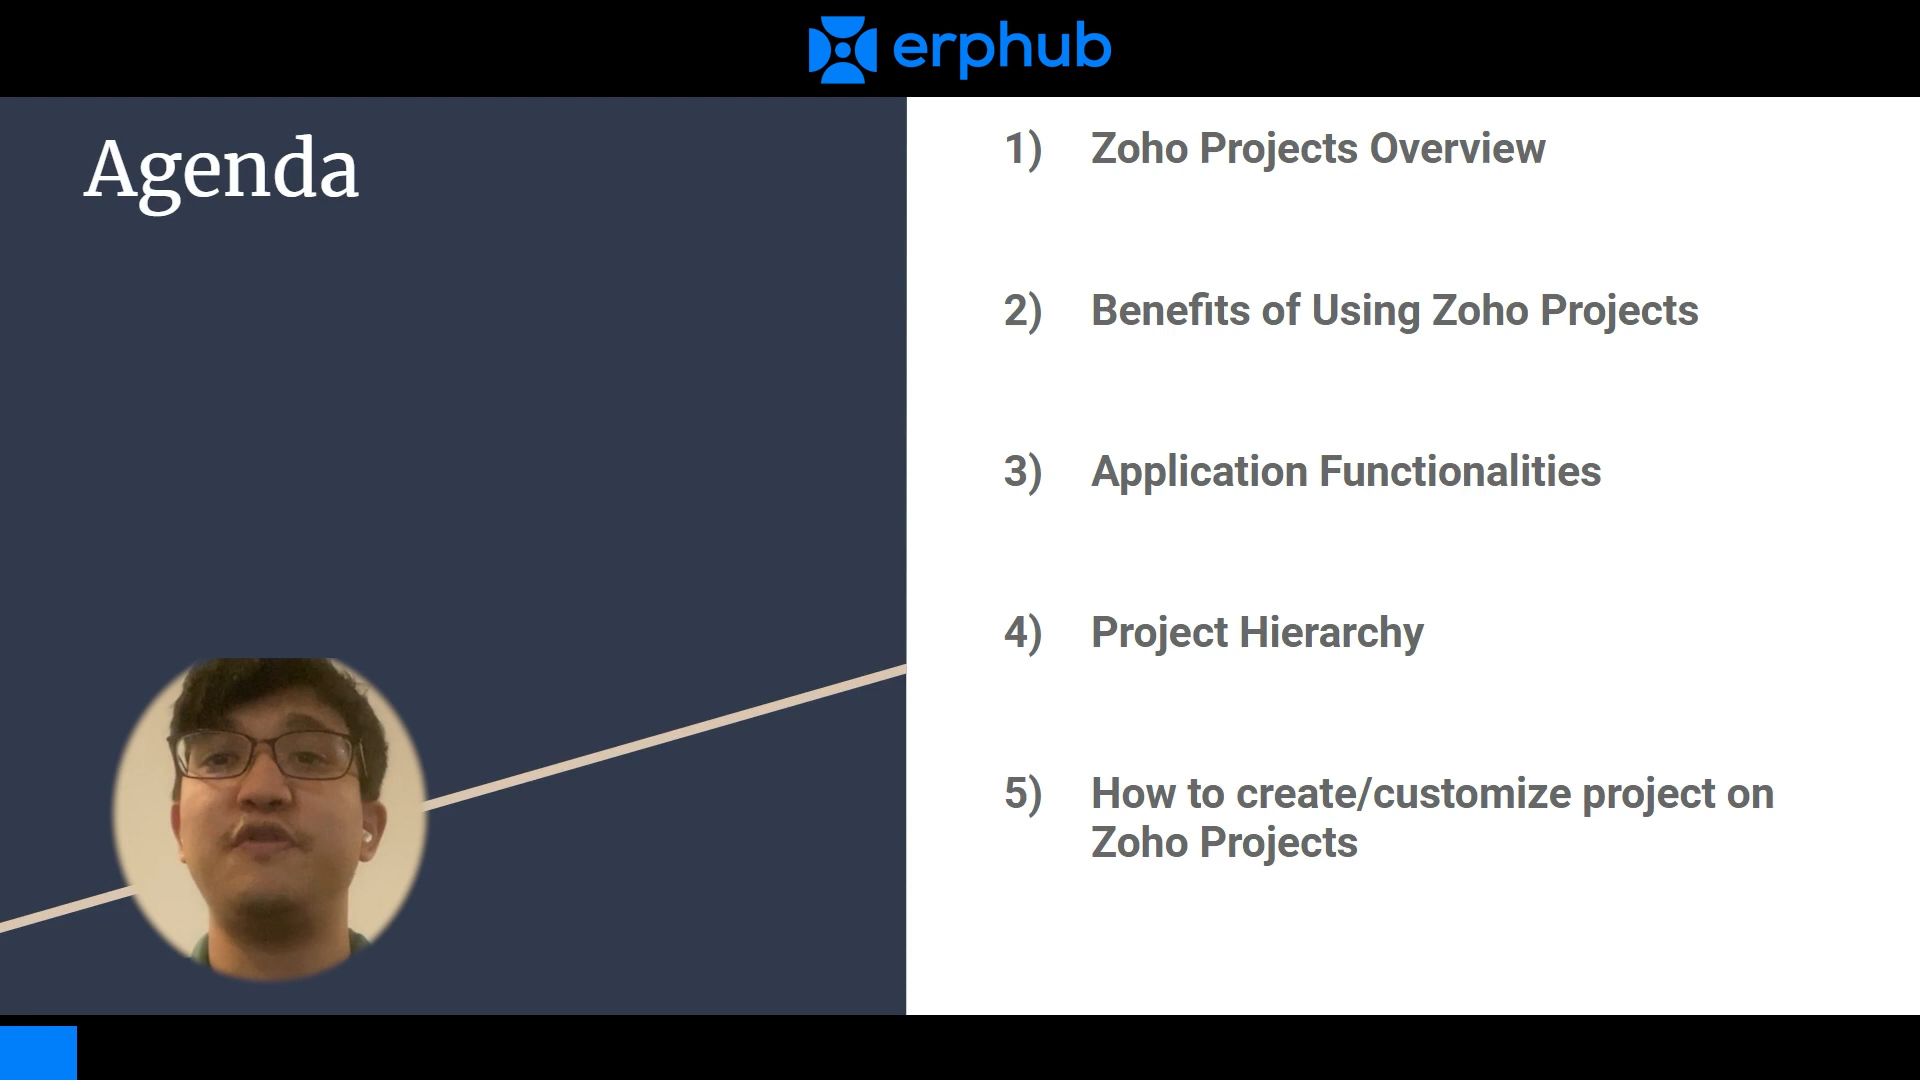 erphub
Agenda
1) Zoho Projects Overview
2) Benefits of Using Zoho Projects
3) Application Functionalities
4) Project Hierarchy
5) How to create/customize project on
Zoho Projects